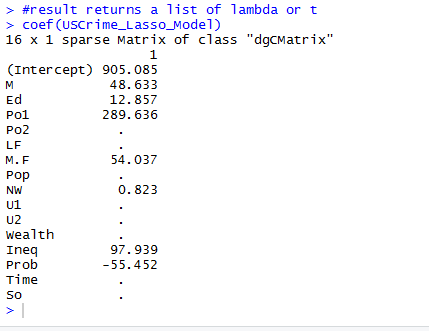 > #result returns a list of lambda or t
> coef(USCrime_Lasso_Model)
16 x 1 sparse Matrix of class "dgCMatrix"
                  1
(Intercept) 905.085
M            48.633
Ed           12.857
Po1         289.636
Po2           .
LF            .
M.F          54.037
Pop           .
NW            0.823
U1            .
U2            .
Wealth        .
Ineq         97.939
Prob        -55.452
Time          .
So            .
>